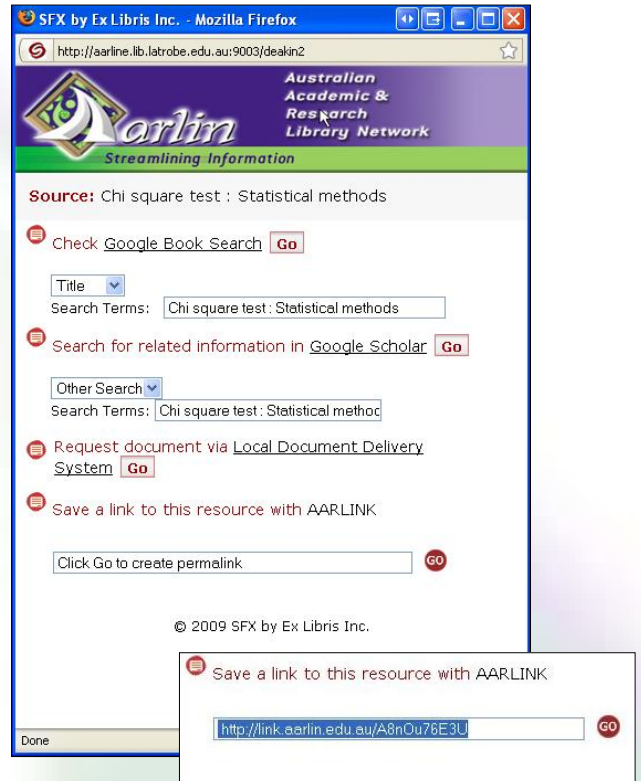 SFX by Ex Libris Inc. - Mozilla Firefox
http://aarline.lib.latrobe.edu.au:9003/deakin2
Australian
Academic &
Research
Library Network
Aarlin
Streamlining Information
Source: Chi square test : Statistical methods
Check Google Book Search Go
Title
Search Terms: Chi square test : Statistical methods
Search for related information in Google Scholar Go
Other Search
Search Terms: Chi square test : Statistical methoc
Request document via Local Document Delivery
System Go
Save a link to this resource with AARLINK
Click Go to create permalink GO
© 2009 SFX by Ex Libris Inc.
Done
Save a link to this resource with AARLINK
http://link.aarlin.edu.au/A8nOu76E3U GO